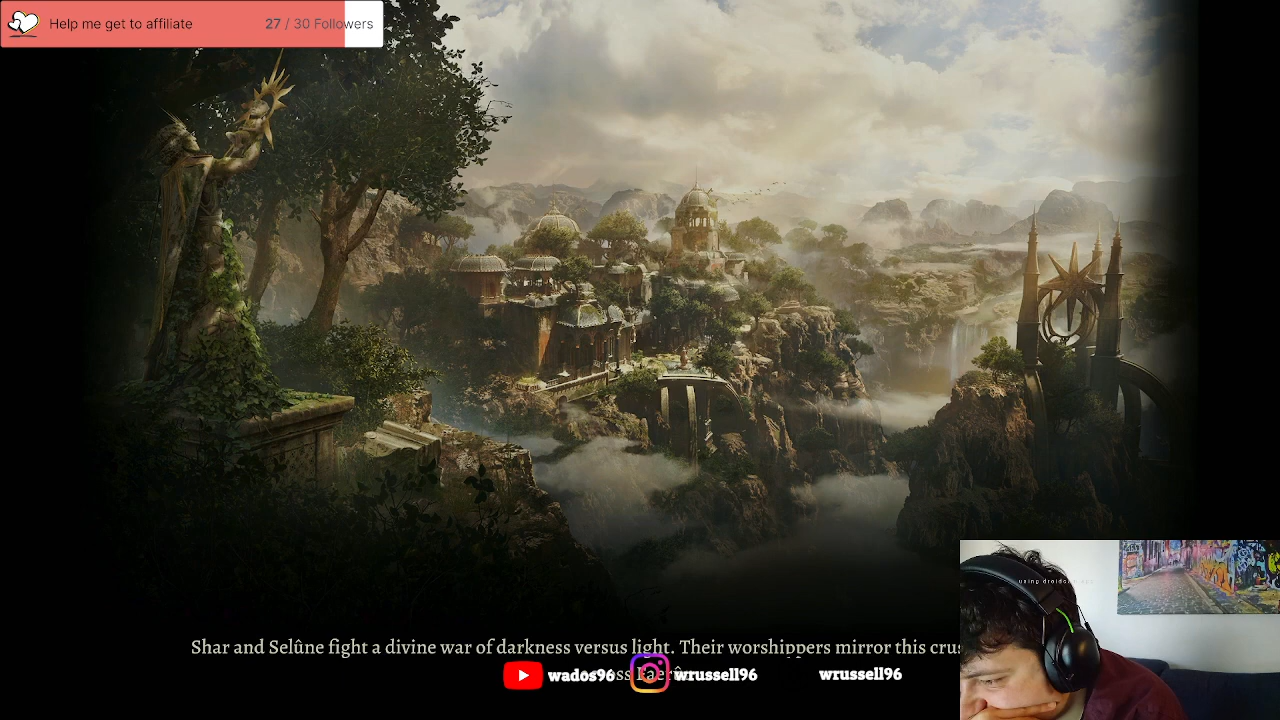 Help me get to affiliate
27 / 30 Followers
Shar and Selûne fight a divine war of darkness versus light. Their worshippers mirror this
wados96
wrussell96
wrussell96